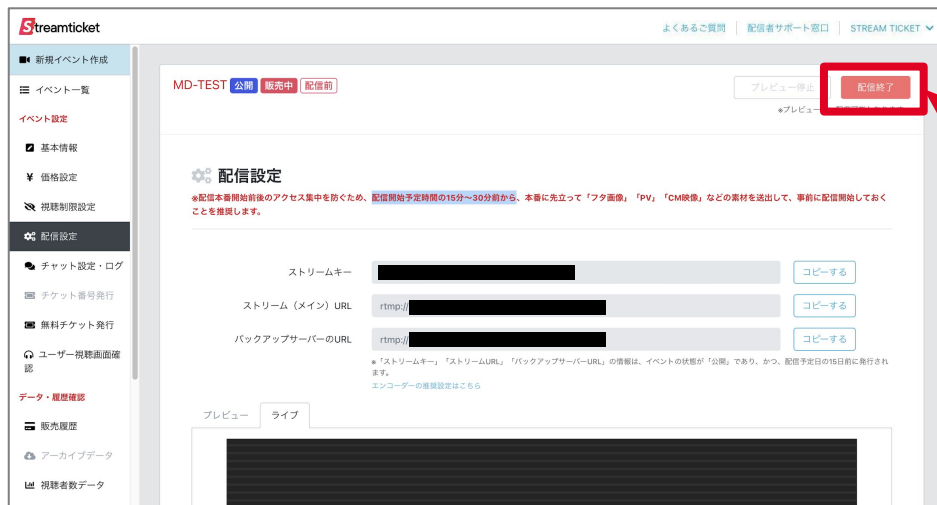 Streamticket
よくあるご質問
配信者サポート窓口
STREAM TICKET
新規イベント作成
イベント一覧
イベント設定
基本情報
価格設定
視聴制限設定
配信設定
チャット設定・ログ
チケット番号発行
無料チケット発行
ユーザー視聴画面確
認
データ・履歴確認
販売履歴
アーカイブデータ
視聴者数データ
MD-TEST 公開 販売中 配信前
プレビュー停止
配信終了
※プレビュー
配信設定
※配信本番開始前後のアクセス集中を防ぐため、配信開始予定時間の15分〜30分前から、本番に先立って「フタ画像」「PV」「CM映像」などの素材を送出して、事前に配信開始しておく
ことを推奨します。
ストリームキー
コピーする
ストリーム（メイン）URL
rtmp://
コピーする
バックアップサーバーのURL
rtmp://
コピーする
※「ストリームキー」「ストリームURL」「バックアップサーバーURL」の情報は、イベントの状態が「公開」であり、かつ、配信予定日の15日前に発行され
ます。
エンコーダーの推奨設定はこちら
プレビュー
ライブ